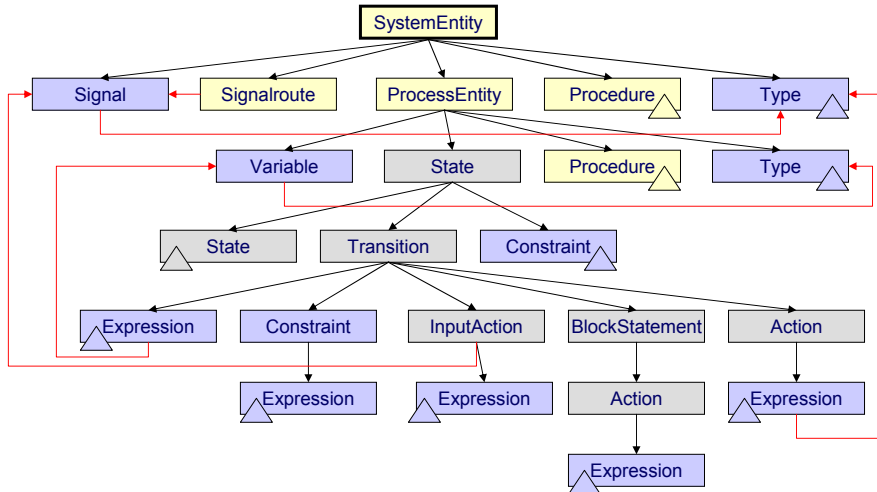 SystemEntity
Signal
Signalroute
ProcessEntity
Procedure
Type
Variable
State
Procedure
Type
State
Transition
Constraint
Expression
Constraint
InputAction
BlockStatement
Action
Expression
Expression
Action
Expression
Expression